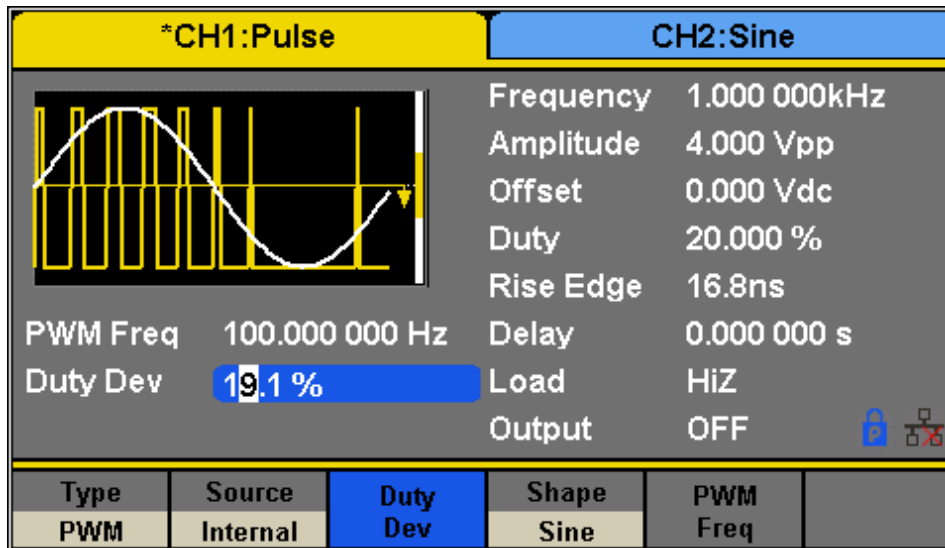 *CH1:Pulse
CH2:Sine
Frequency 1.000 000kHz
Amplitude 4.000 Vpp
Offset 0.000 Vdc
Duty 20.000 %
Rise Edge 16.8ns
PWM Freq 100.000 000 Hz
Delay 0.000 000 s
Duty Dev 19.1 %
Load HiZ
Output OFF
P
Type
PWM
Source
Internal
Duty
Dev
Shape
Sine
PWM
Freq